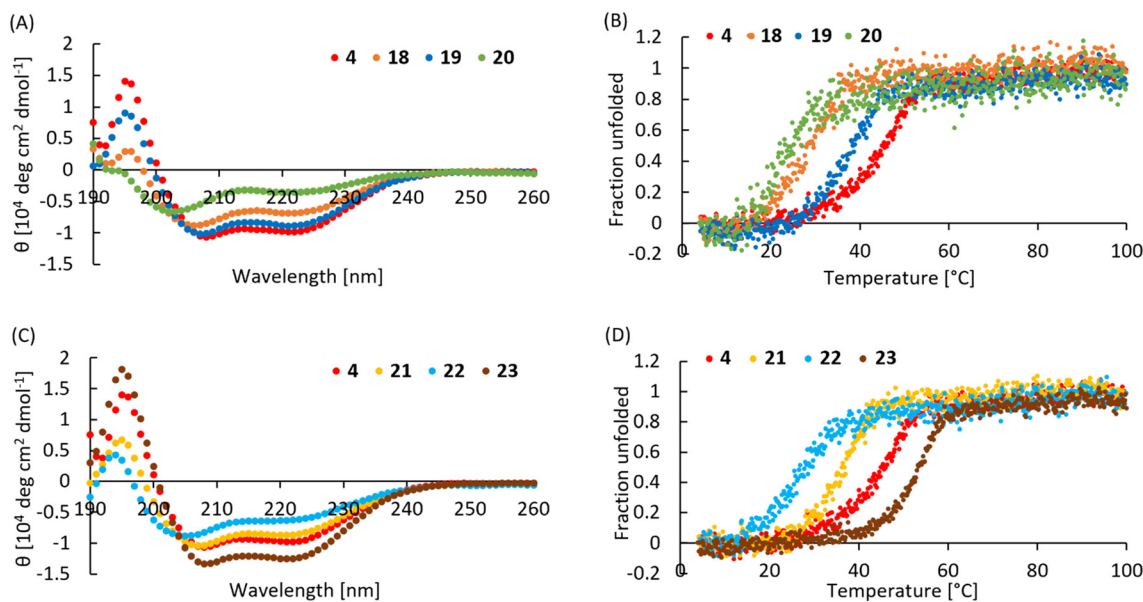 (A)
θ [10⁴ deg cm² dmol⁻¹]
2
1.5
1
0.5
0
-0.5
-1
-1.5
4 18 19 20
190 200 210 220 230 240 250 260
Wavelength [nm]
(B)
Fraction unfolded
1.2
1
0.8
0.6
0.4
0.2
0
-0.2
4 18 19 20
20 40 60 80 100
Temperature [°C]
(C)
θ [10⁴ deg cm² dmol⁻¹]
2
1.5
1
0.5
0
-0.5
-1
-1.5
4 21 22 23
190 200 210 220 230 240 250 260
Wavelength [nm]
(D)
Fraction unfolded
1.2
1
0.8
0.6
0.4
0.2
0
-0.2
4 21 22 23
20 40 60 80 100
Temperature [°C]